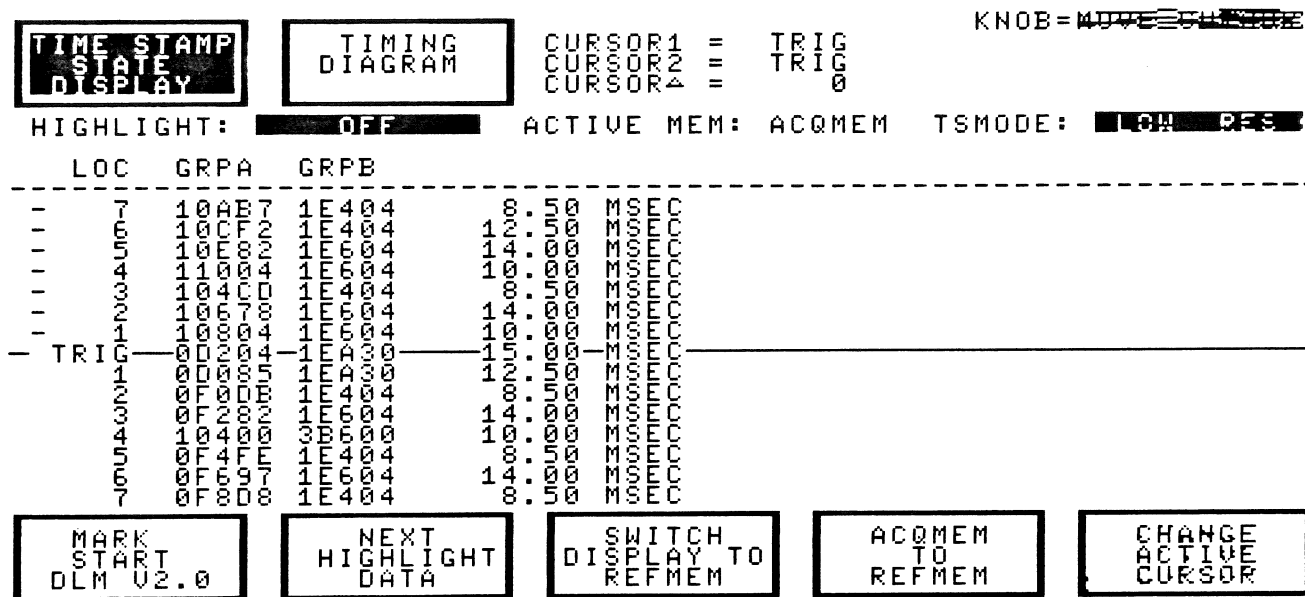 KNOB=
TIME STAMP
STATE
DISPLAY
TIMING
DIAGRAM
CURSOR1 = TRIG
CURSOR2 = TRIG
CURSOR△ = 0
HIGHLIGHT: OFF ACTIVE MEM: ACQMEM TSMODE: LOW RES
LOC GRPA GRPB
- 7 10AB7 1E404 8.50 MSEC
- 6 10CF2 1E404 12.50 MSEC
- 5 10E82 1E604 14.00 MSEC
- 4 11004 1E604 10.00 MSEC
- 3 104CD 1E404 8.50 MSEC
- 2 10678 1E604 14.00 MSEC
- 1 10804 1E604 10.00 MSEC
TRIG 0D204 1EA30 15.00 MSEC
1 0D085 1EA30 12.50 MSEC
2 0F0DB 1E404 8.50 MSEC
3 0F282 1E604 14.00 MSEC
4 10400 3B600 10.00 MSEC
5 0F4FE 1E404 8.50 MSEC
6 0F697 1E604 14.00 MSEC
7 0F8D8 1E404 8.50 MSEC
MARK
START
DLM V2.0
NEXT
HIGHLIGHT
DATA
SWITCH
DISPLAY TO
REFMEM
ACQMEM
TO
REFMEM
CHANGE
ACTIVE
CURSOR